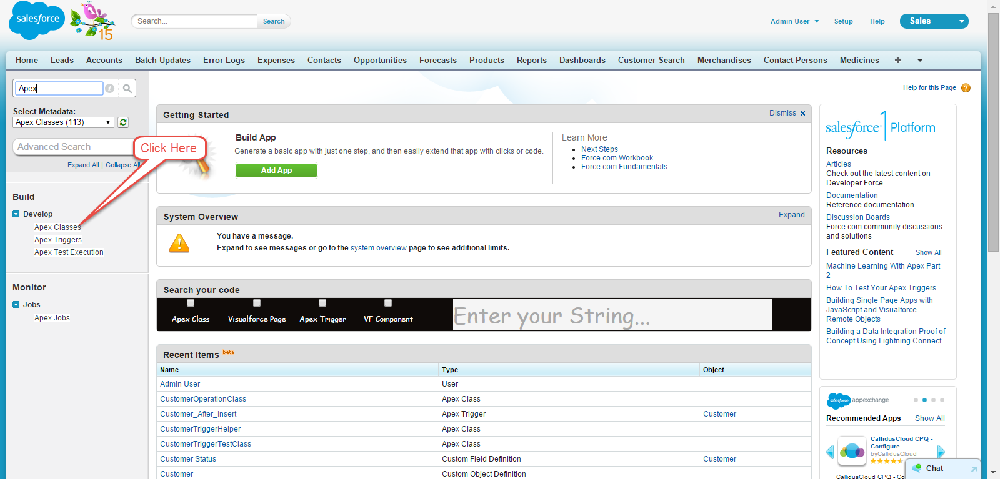 salesforce
15
Search...
Search
Admin User
Setup
Help
Sales
Home Leads Accounts Batch Updates Error Logs Expenses Contacts Opportunities Forecasts Products Reports Dashboards Customer Search Merchandises Contact Persons Medicines +
Apex
Select Metadata:
Apex Classes (113)
Advanced Search
Expand All | Collapse All
Click Here
Build
Develop
Apex Classes
Apex Triggers
Apex Test Execution
Monitor
Jobs
Apex Jobs
Help for this Page ?
Getting Started
Dismiss x
Build App
Generate a basic app with just one step, and then easily extend that app with clicks or code.
Add App
Learn More
Next Steps
Force.com Workbook
Force.com Fundamentals
System Overview
Expand
You have a message.
Expand to see messages or go to the system overview page to see additional limits.
Search your code
Apex Class
Visualforce Page
Apex Trigger
VF Component
Enter your String...
Recent Items beta
Name Type Object
Admin User User
CustomerOperationClass Apex Class
Customer_After_Insert Apex Trigger Customer
CustomerTriggerHelper Apex Class
CustomerTriggerTestClass Apex Class
Customer Status Custom Field Definition Customer
Customer Custom Object Definition
salesforce 1 Platform
Resources
Articles
Check out the latest content on
Developer Force
Documentation
Reference documentation
Discussion Boards
Force.com community discussions
and solutions
Featured Content Show All
Machine Learning With Apex Part
2
How To Test Your Apex Triggers
Building Single Page Apps with
JavaScript and Visualforce
Remote Objects
Building a Data Integration Proof of
Concept Using Lightning Connect
salesforce appexchange
Recommended Apps Show All
CallidusCloud CPQ -
Configure...
byCallidusCloud
CallidusCloud CPQ - Co
Chat